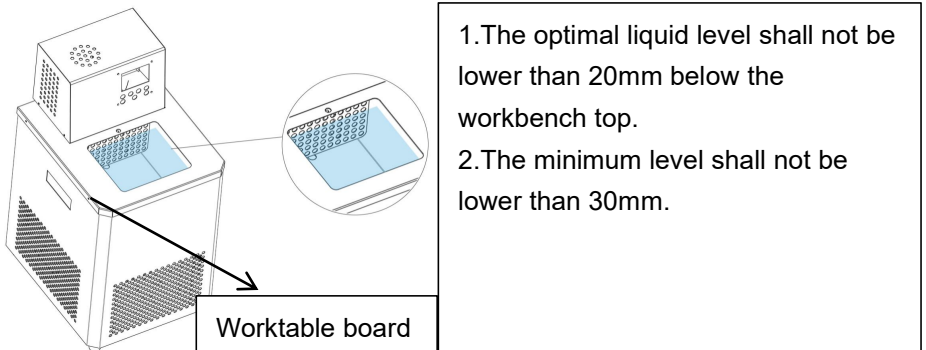 1.The optimal liquid level shall not be
lower than 20mm below the
workbench top.
2.The minimum level shall not be
lower than 30mm.
Worktable board